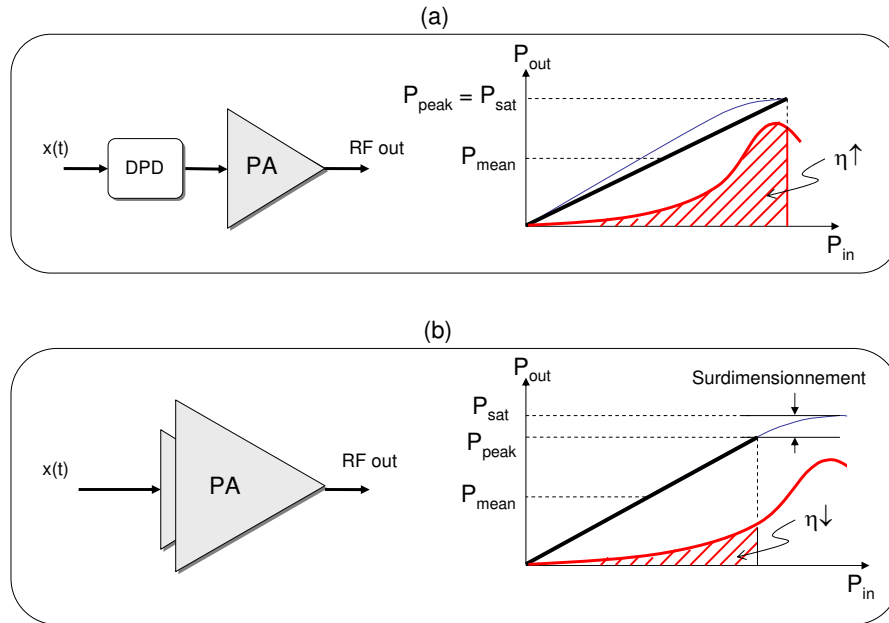 (a)
P_out
P_peak = P_sat
x(t)
DPD
PA
RF out
P_mean
η↑
P_in
(b)
P_out
Surdimensionnement
P_sat
P_peak
x(t)
PA
RF out
P_mean
η↓
P_in